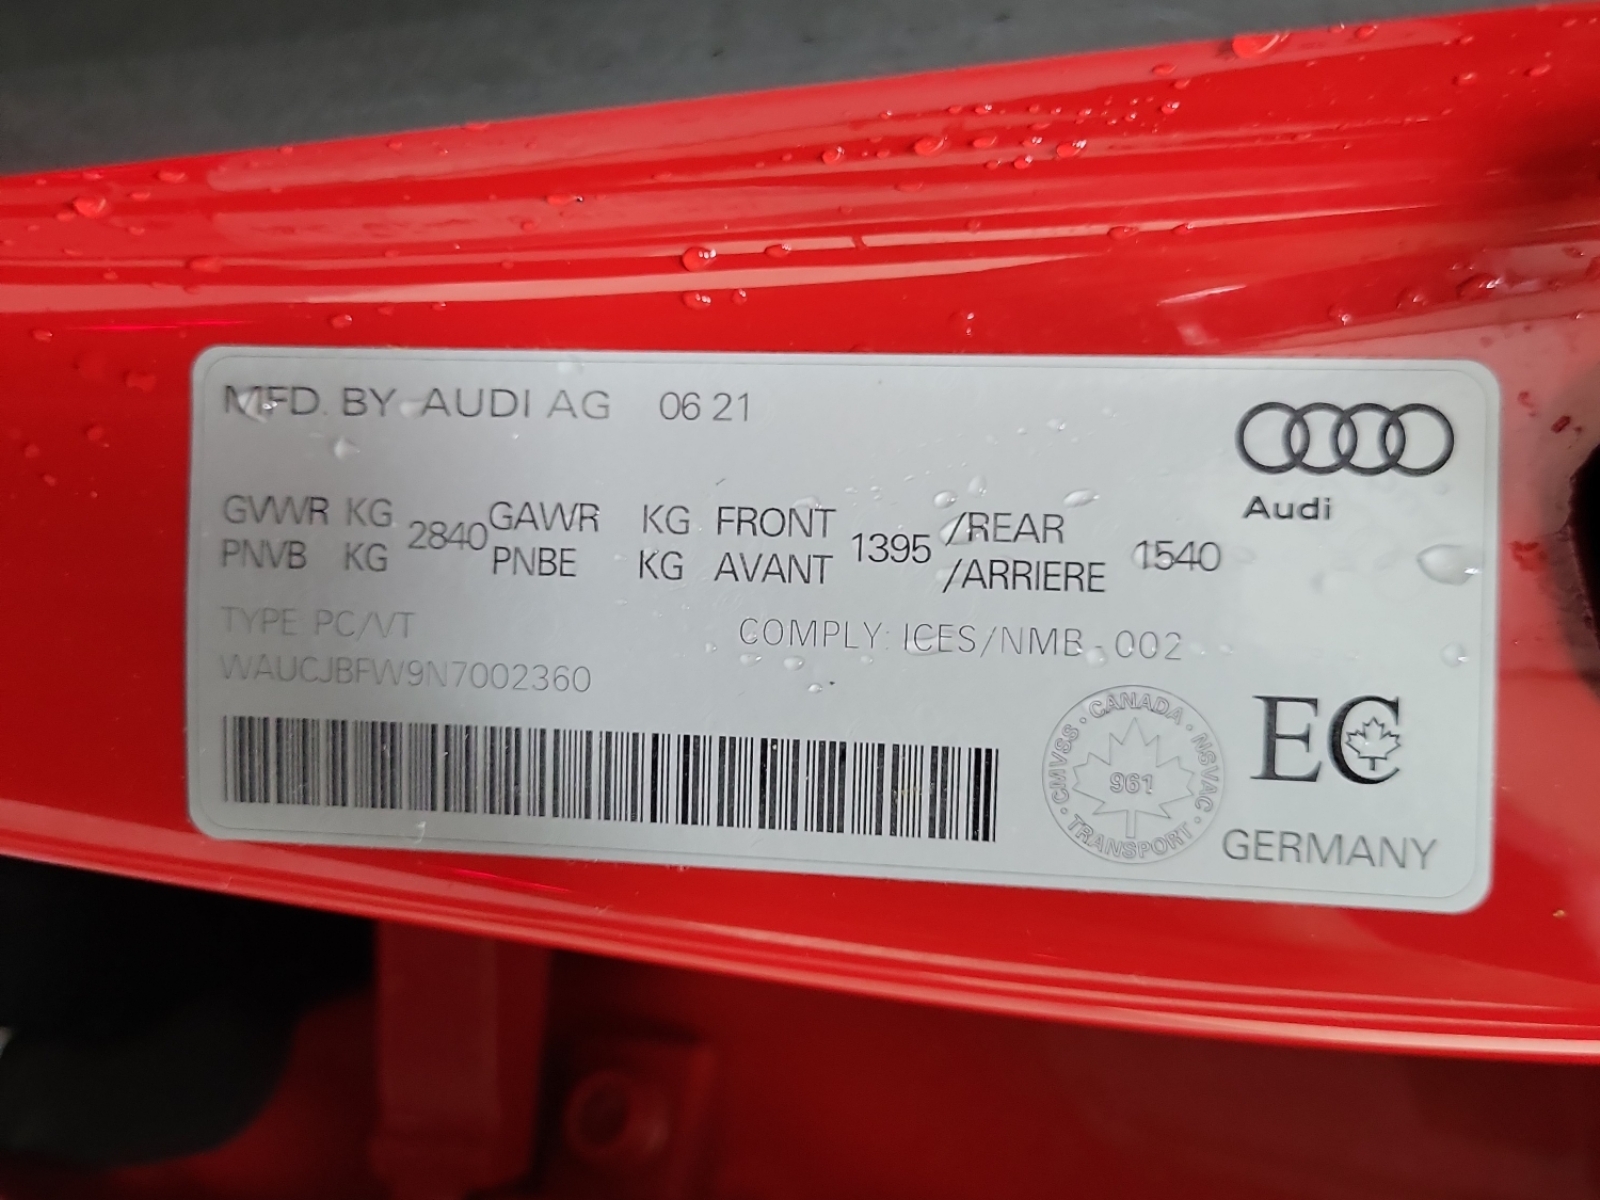 MFD. BY AUDI AG 06 21
Audi
GVWR KG 2840 GAWR KG FRONT 1395 /REAR 1540
PNVB KG PNBE KG AVANT /ARRIERE
TYPE: PC/VT COMPLY: ICES/NMB-002
WAUCJBFW9N7002360
CANADA · NSVAC · TRANSPORT · CMVSS ·
961
EC
GERMANY